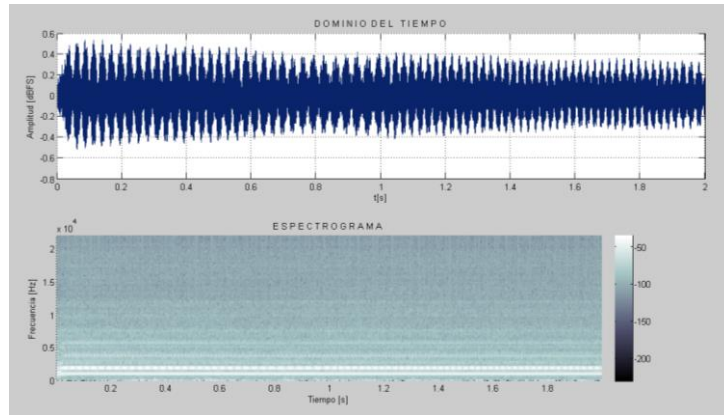 DOMINIO DEL TIEMPO
0.6
0.4
0.2
0
-0.2
-0.4
-0.6
-0.8
Amplitud [dBFS]
0 0.2 0.4 0.6 0.8 1 1.2 1.4 1.6 1.8 2
t[s]
ESPECTROGRAMA
x 10⁴
2
1.5
1
0.5
0
Frecuencia [Hz]
0.2 0.4 0.6 0.8 1 1.2 1.4 1.6 1.8
Tiempo [s]
-50
-100
-150
-200